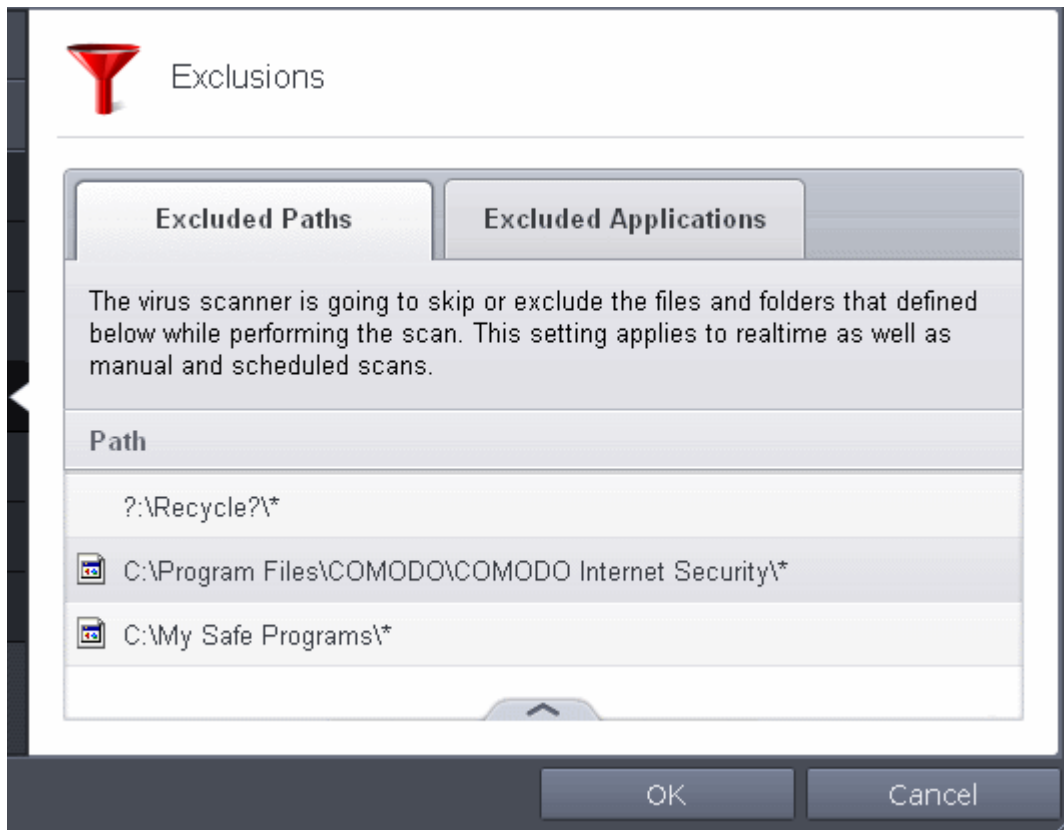 Exclusions
Excluded Paths
Excluded Applications
The virus scanner is going to skip or exclude the files and folders that defined
below while performing the scan. This setting applies to realtime as well as
manual and scheduled scans.
Path
?:\Recycle?\*
C:\Program Files\COMODO\COMODO Internet Security\*
C:\My Safe Programs\*
OK
Cancel